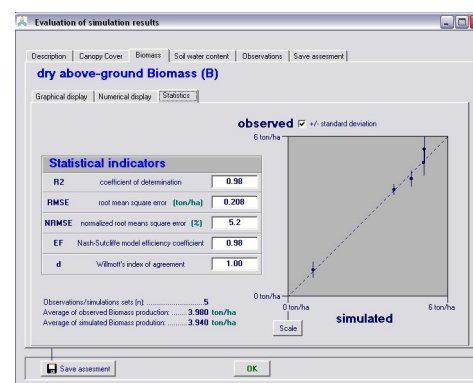 Evaluation of simulation results
Description Canopy Cover Biomass Soil water content Observations Save assesment
dry above-ground Biomass (B)
Graphical display Numerical display Statistics
observed +/- standard deviation
6 ton/ha
Statistical indicators
R2 coefficient of determination 0.98
RMSE root mean square error (ton/ha) 0.208
NRMSE normalized root means square error (%) 5.2
EF Nash-Sutcliffe model efficiency coefficient 0.98
d Willmott's index of agreement 1.00
Observations/simulations sets (n): ........................5
Average of observed Biomass production: ...... 3.980 ton/ha
Average of simulated Biomass prodution: ........ 3.940 ton/ha
0 ton/ha
0 ton/ha 6 ton/ha
simulated
Scale
Save assesment OK